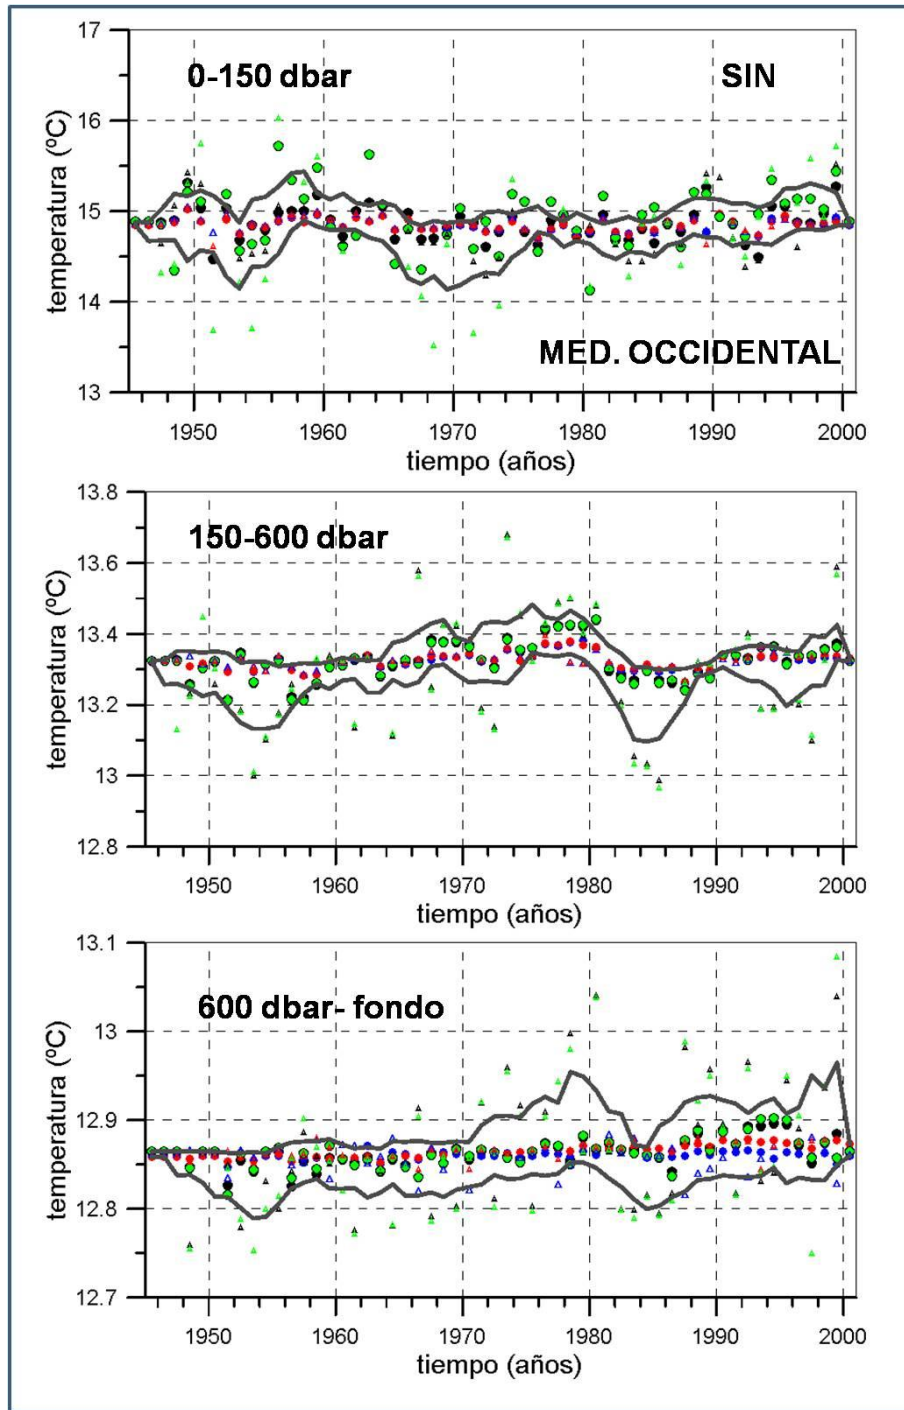 17
0-150 dbar
SIN
16
15
temperatura (ºC)
14
MED. OCCIDENTAL
13
1950 1960 1970 1980 1990 2000
tiempo (años)
13.8
150-600 dbar
13.6
13.4
temperatura (ºC)
13.2
13
12.8
1950 1960 1970 1980 1990 2000
tiempo (años)
13.1
600 dbar- fondo
13
12.9
temperatura (ºC)
12.8
12.7
1950 1960 1970 1980 1990 2000
tiempo (años)